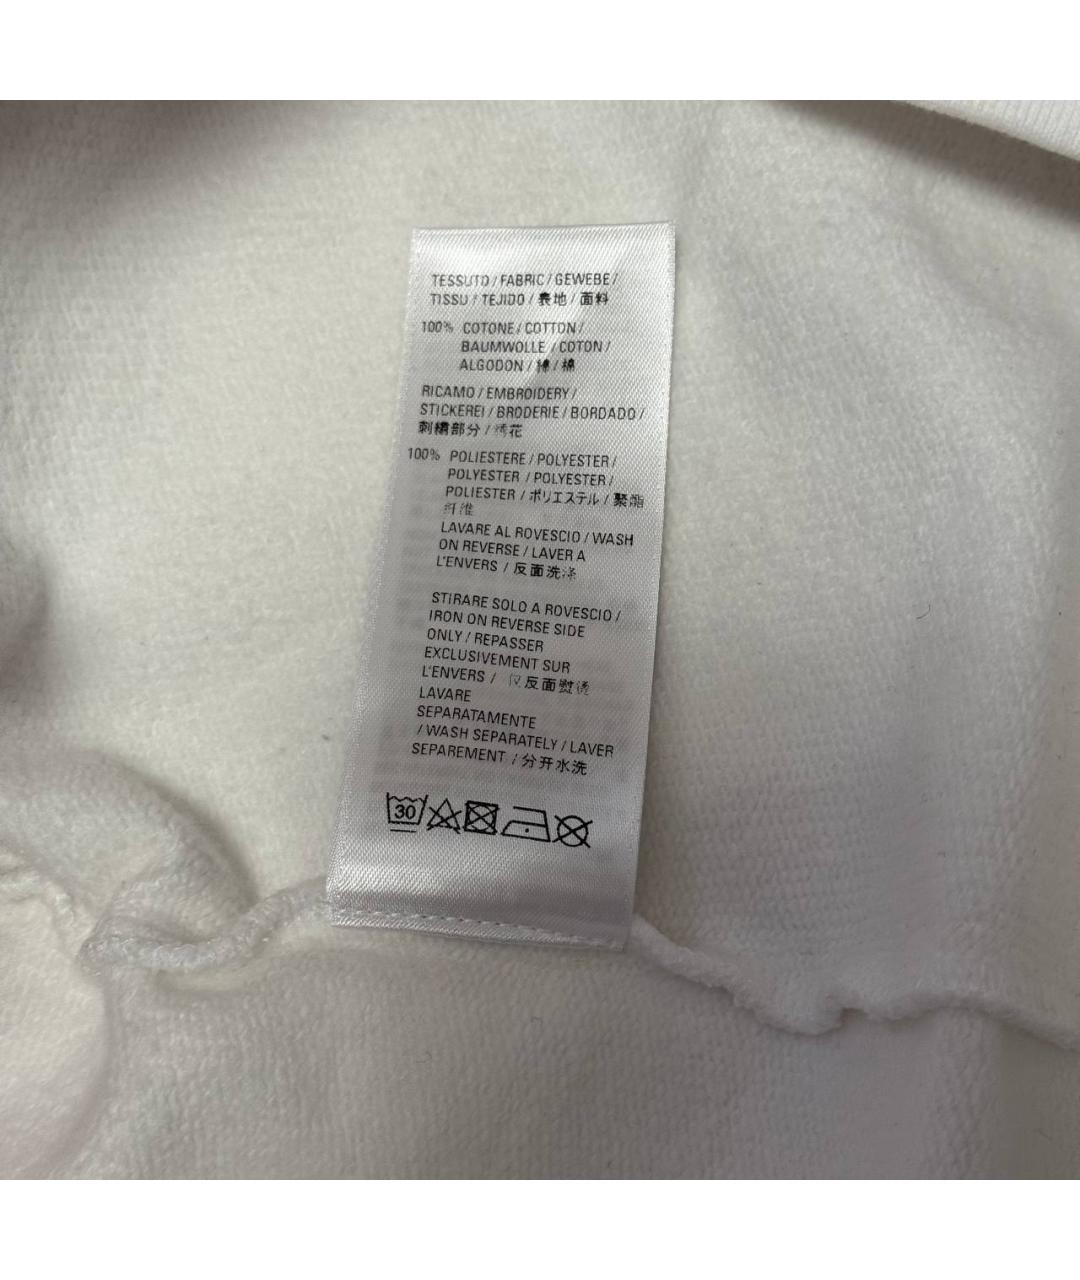 TESSUTO / FABRIC / GEWEBE /
TISSU / TEJIDO / 表地 / 面料
100% COTONE / COTTON /
BAUMWOLLE / COTON /
ALGODON / 綿 / 棉
RICAMO / EMBROIDERY /
STICKEREI / BRODERIE / BORDADO /
刺繍部分 / 绣花
100% POLIESTERE / POLYESTER /
POLYESTER / POLYESTER /
POLIESTER / ポリエステル / 聚酯
纤维
LAVARE AL ROVESCIO / WASH
ON REVERSE / LAVER A
L'ENVERS / 反面洗涤
STIRARE SOLO A ROVESCIO /
IRON ON REVERSE SIDE
ONLY / REPASSER
EXCLUSIVEMENT SUR
L'ENVERS / 仅反面熨烫
LAVARE
SEPARATAMENTE
/ WASH SEPARATELY / LAVER
SEPAREMENT / 分开水洗
30